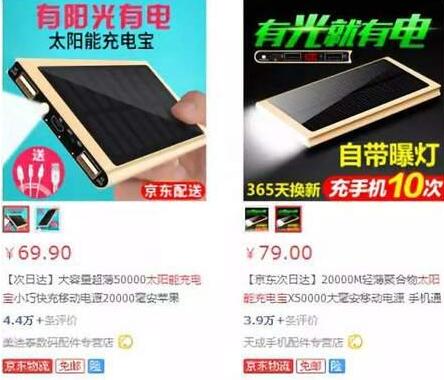 有阳光有电
太阳能充电宝
送
京东配送
¥69.90
【次日达】大容量超薄50000太阳能充电
宝小巧快充移动电源20000毫安苹果
4.4万+条评价
美迪泰数码配件专营店
京东物流 免邮 险
有光就有电
自带曝灯
365天换新 充手机10次
¥79.00
【京东次日达】20000M轻薄聚合物太阳
能充电宝X50000大毫安移动电源 手机通
3.9万+条评价
天成手机配件专营店
京东物流 免邮 险